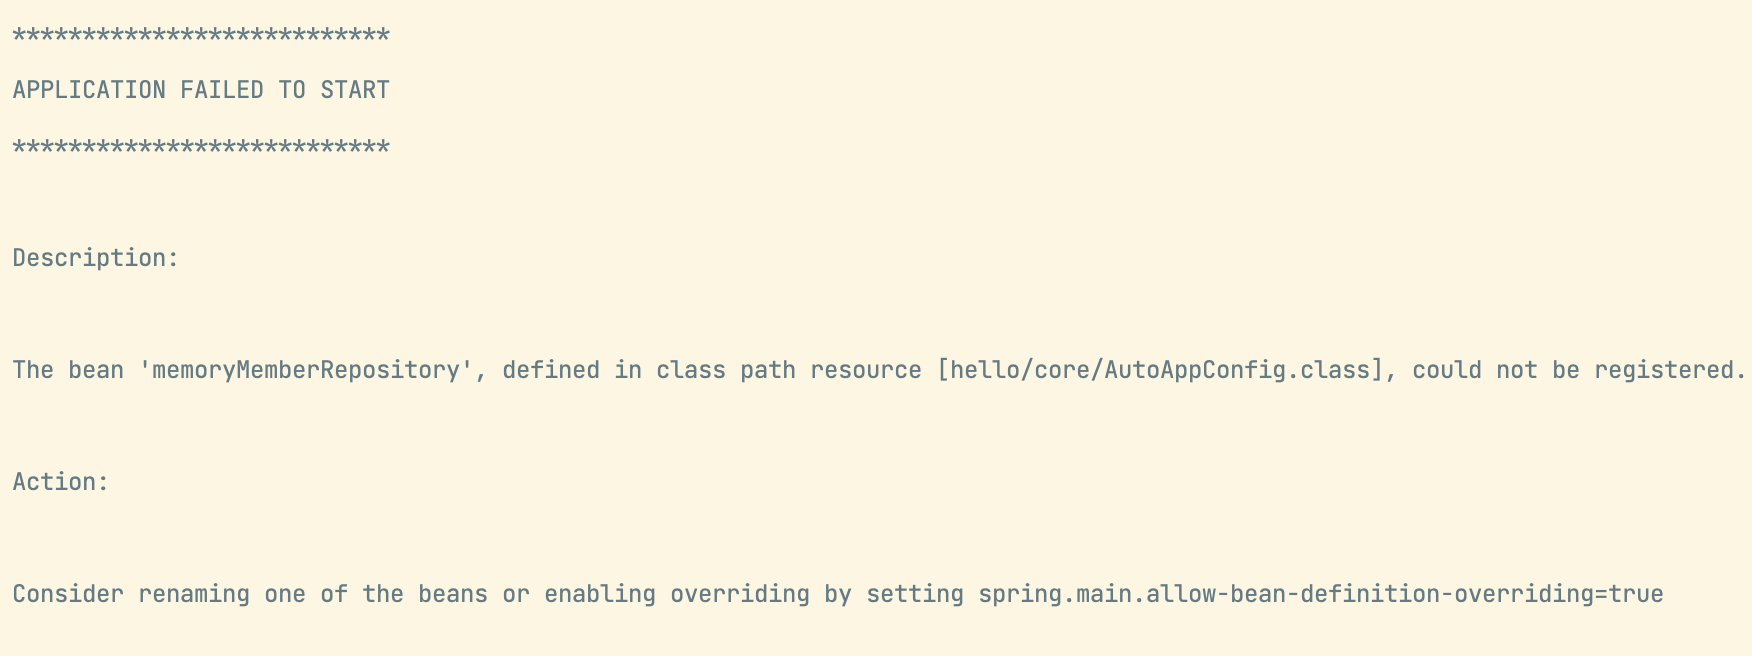 ***************************
APPLICATION FAILED TO START
***************************
Description:
The bean 'memoryMemberRepository', defined in class path resource [hello/core/AutoAppConfig.class], could not be registered.
Action:
Consider renaming one of the beans or enabling overriding by setting spring.main.allow-bean-definition-overriding=true